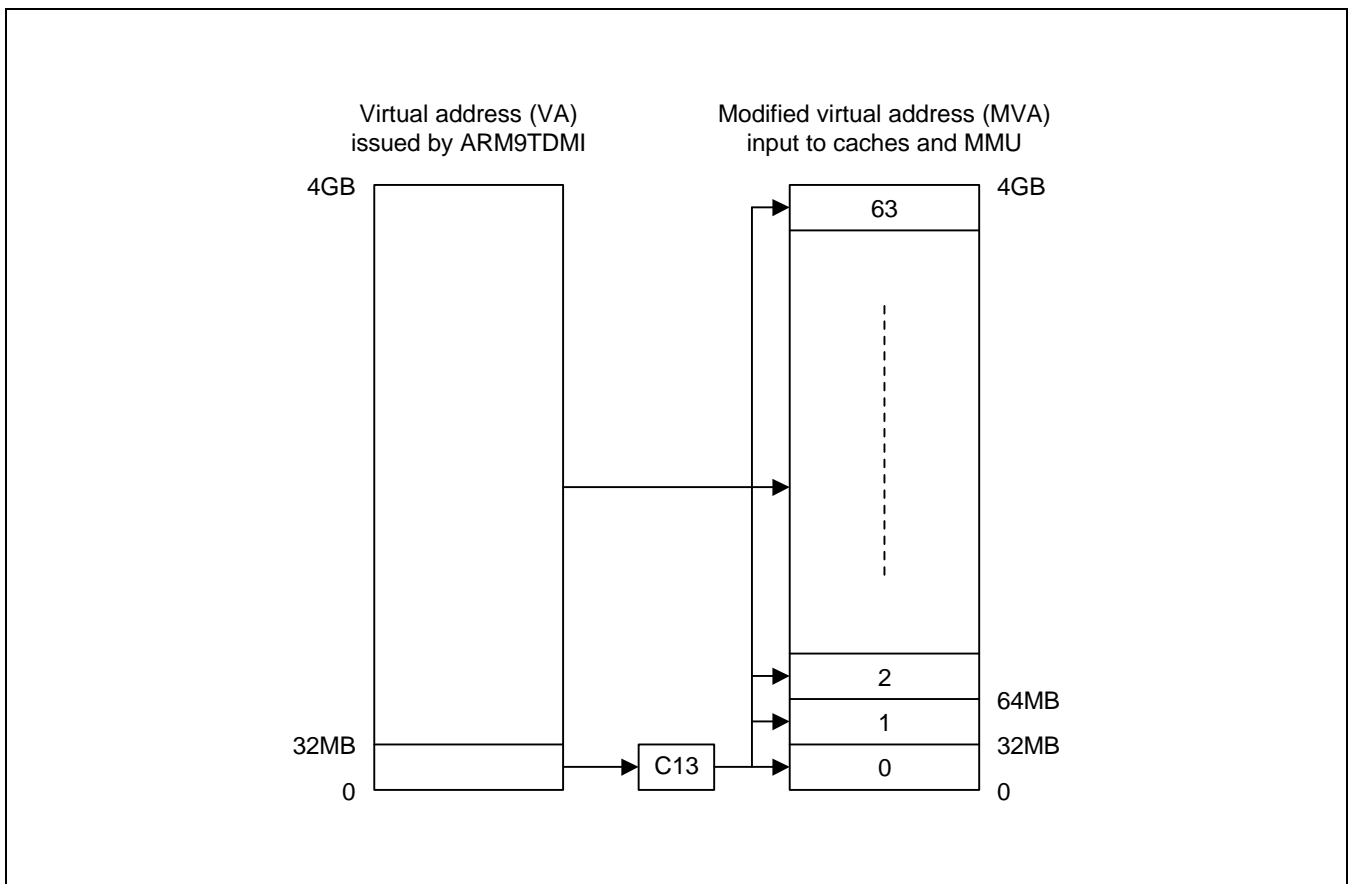 Virtual address (VA)
issued by ARM9TDMI
Modified virtual address (MVA)
input to caches and MMU
4GB
63
4GB
2
64MB
1
32MB
32MB
C13
0
0
0